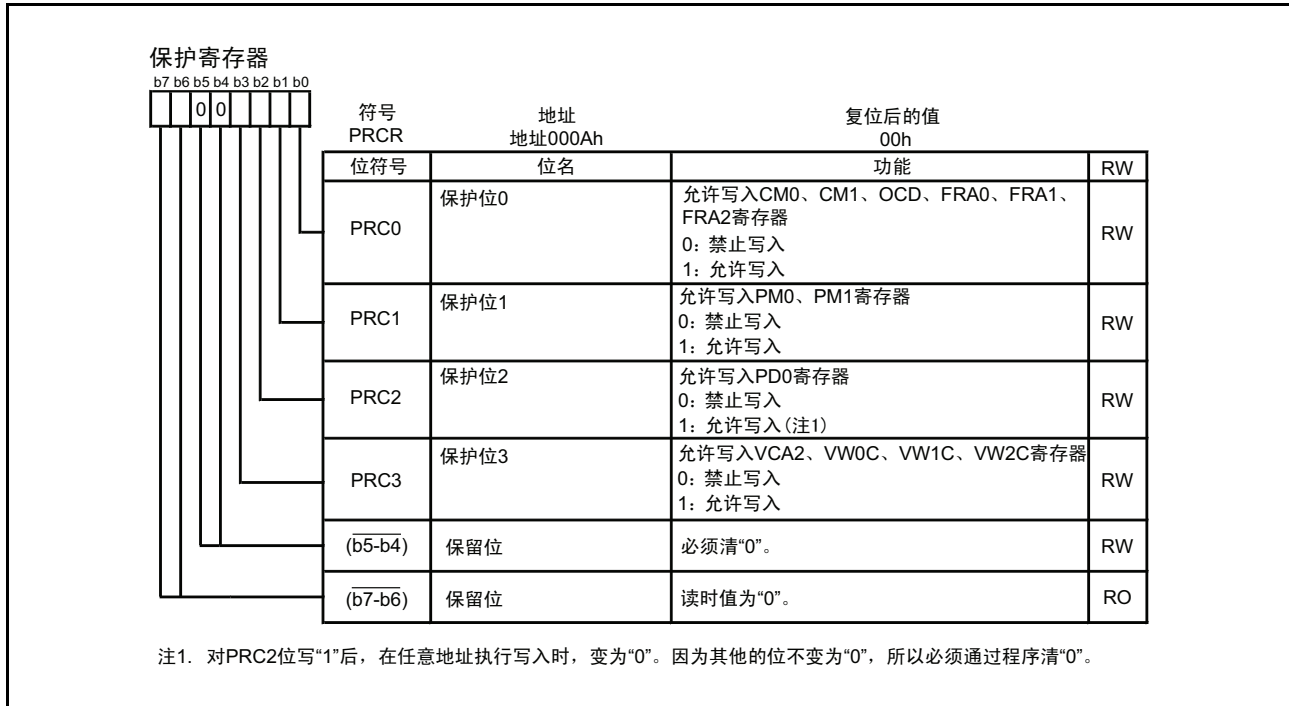 保护寄存器
b7 b6 b5 b4 b3 b2 b1 b0
0 0
符号 地址 复位后的值
PRCR 地址000Ah 00h
位符号 位名 功能 RW
PRC0 保护位0 允许写入CM0、CM1、OCD、FRA0、FRA1、 RW
FRA2寄存器
0：禁止写入
1：允许写入
PRC1 保护位1 允许写入PM0、PM1寄存器 RW
0：禁止写入
1：允许写入
PRC2 保护位2 允许写入PD0寄存器 RW
0：禁止写入
1：允许写入(注1)
PRC3 保护位3 允许写入VCA2、VW0C、VW1C、VW2C寄存器 RW
0：禁止写入
1：允许写入
(b5-b4) 保留位 必须清“0”。 RW
(b7-b6) 保留位 读时值为“0”。 RO
注1. 对PRC2位写“1”后，在任意地址执行写入时，变为“0”。因为其他的位不变为“0”，所以必须通过程序清“0”。